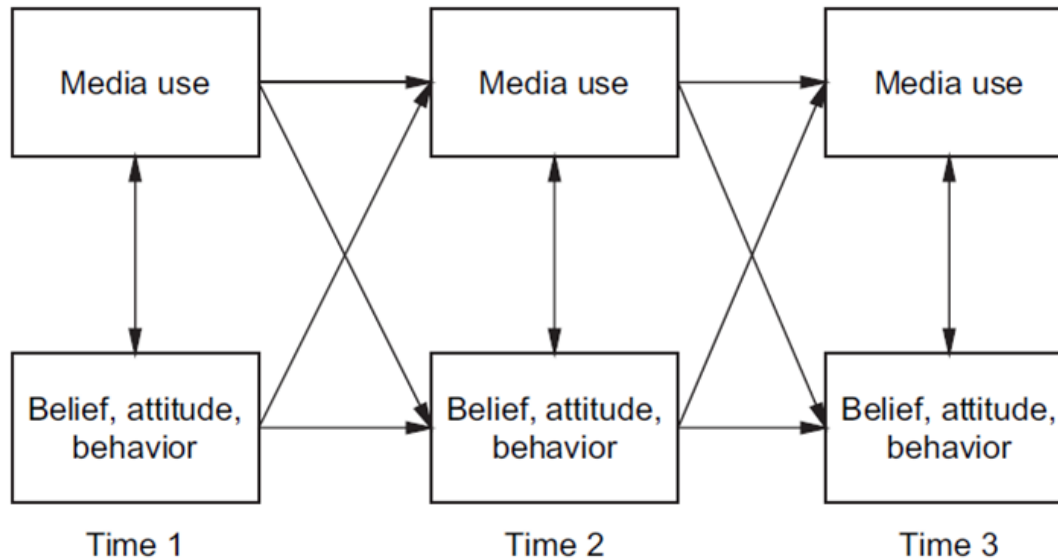 Media use
Media use
Media use
Belief, attitude,
behavior
Belief, attitude,
behavior
Belief, attitude,
behavior
Time 1
Time 2
Time 3